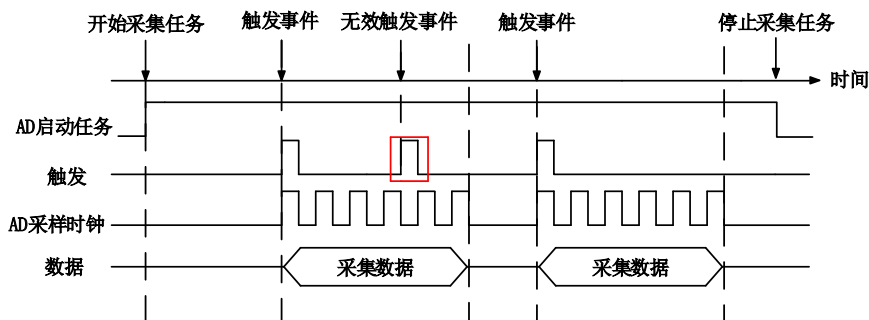 开始采集任务
触发事件
无效触发事件
触发事件
停止采集任务
时间
AD启动任务
触发
AD采样时钟
数据
采集数据
采集数据